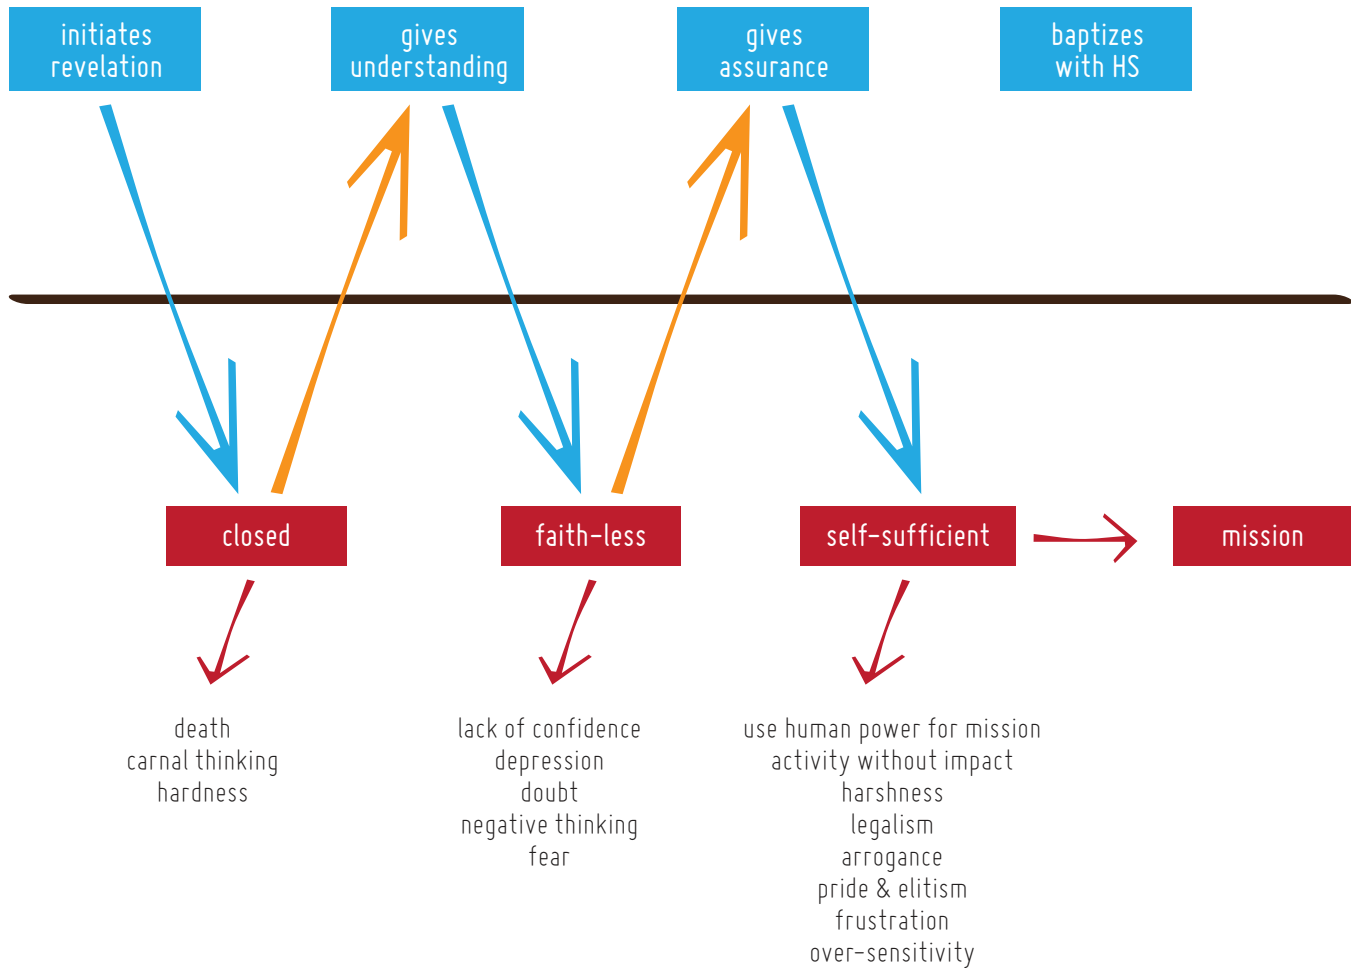 initiates
revelation
gives
understanding
gives
assurance
baptizes
with HS
closed
faith-less
self-sufficient
mission
death
carnal thinking
hardness
lack of confidence
depression
doubt
negative thinking
fear
use human power for mission
activity without impact
harshness
legalism
arrogance
pride & elitism
frustration
over-sensitivity